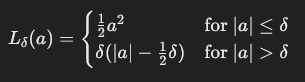 L_δ(a) = { ½a² for |a| ≤ δ
δ(|a| − ½δ) for |a| > δ